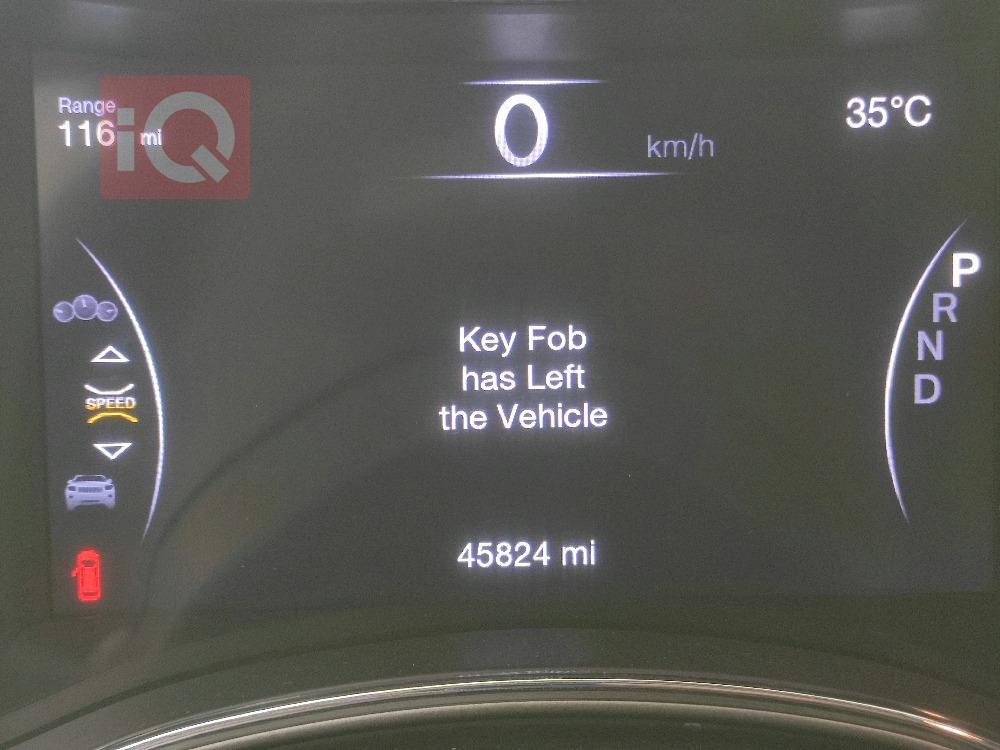 Range
116 mi
iQ
0
km/h
35°C
P
R
N
D
SPEED
Key Fob
has Left
the Vehicle
45824 mi